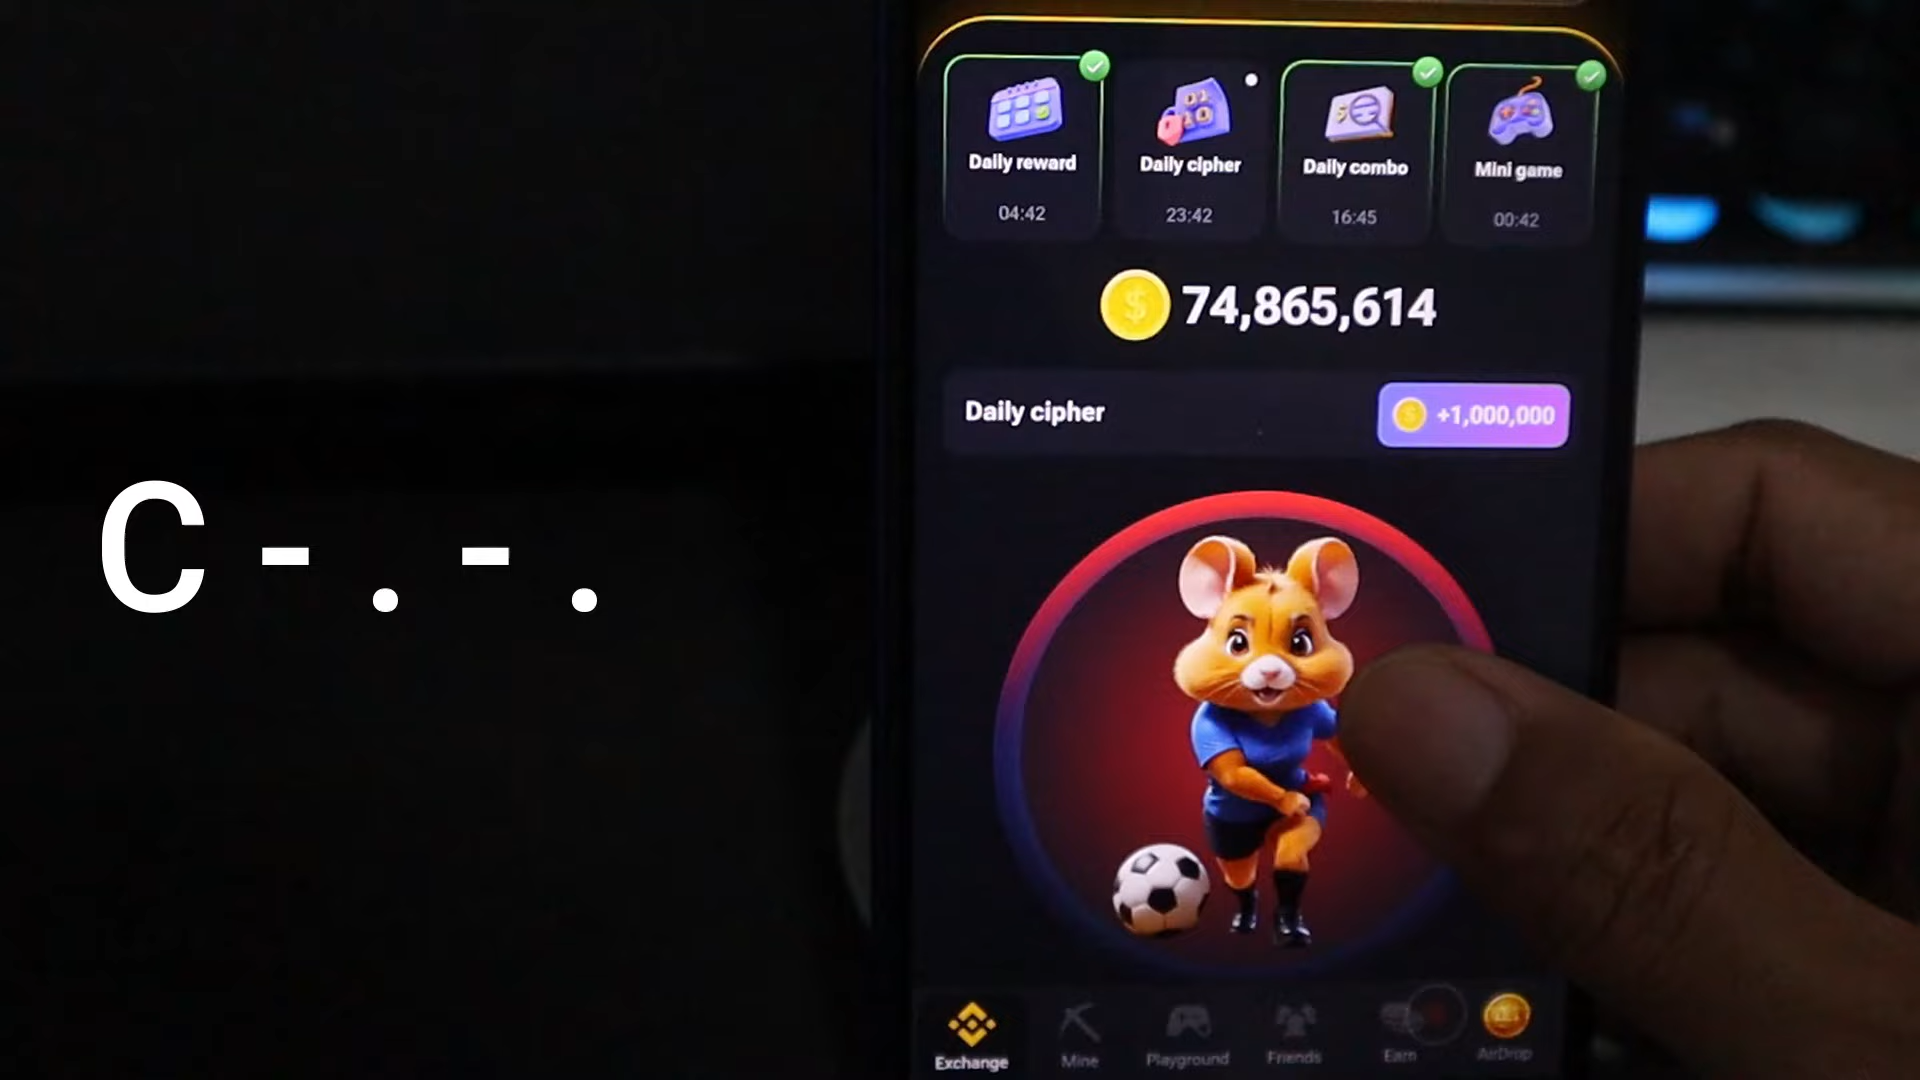 Daily reward
04:42
Daily cipher
23:42
Daily combo
16:45
Mini game
00:42
74,865,614
Daily cipher
+1,000,000
C - . - .
Exchange
Mine
Playground
Friends
Earn
AirDrop